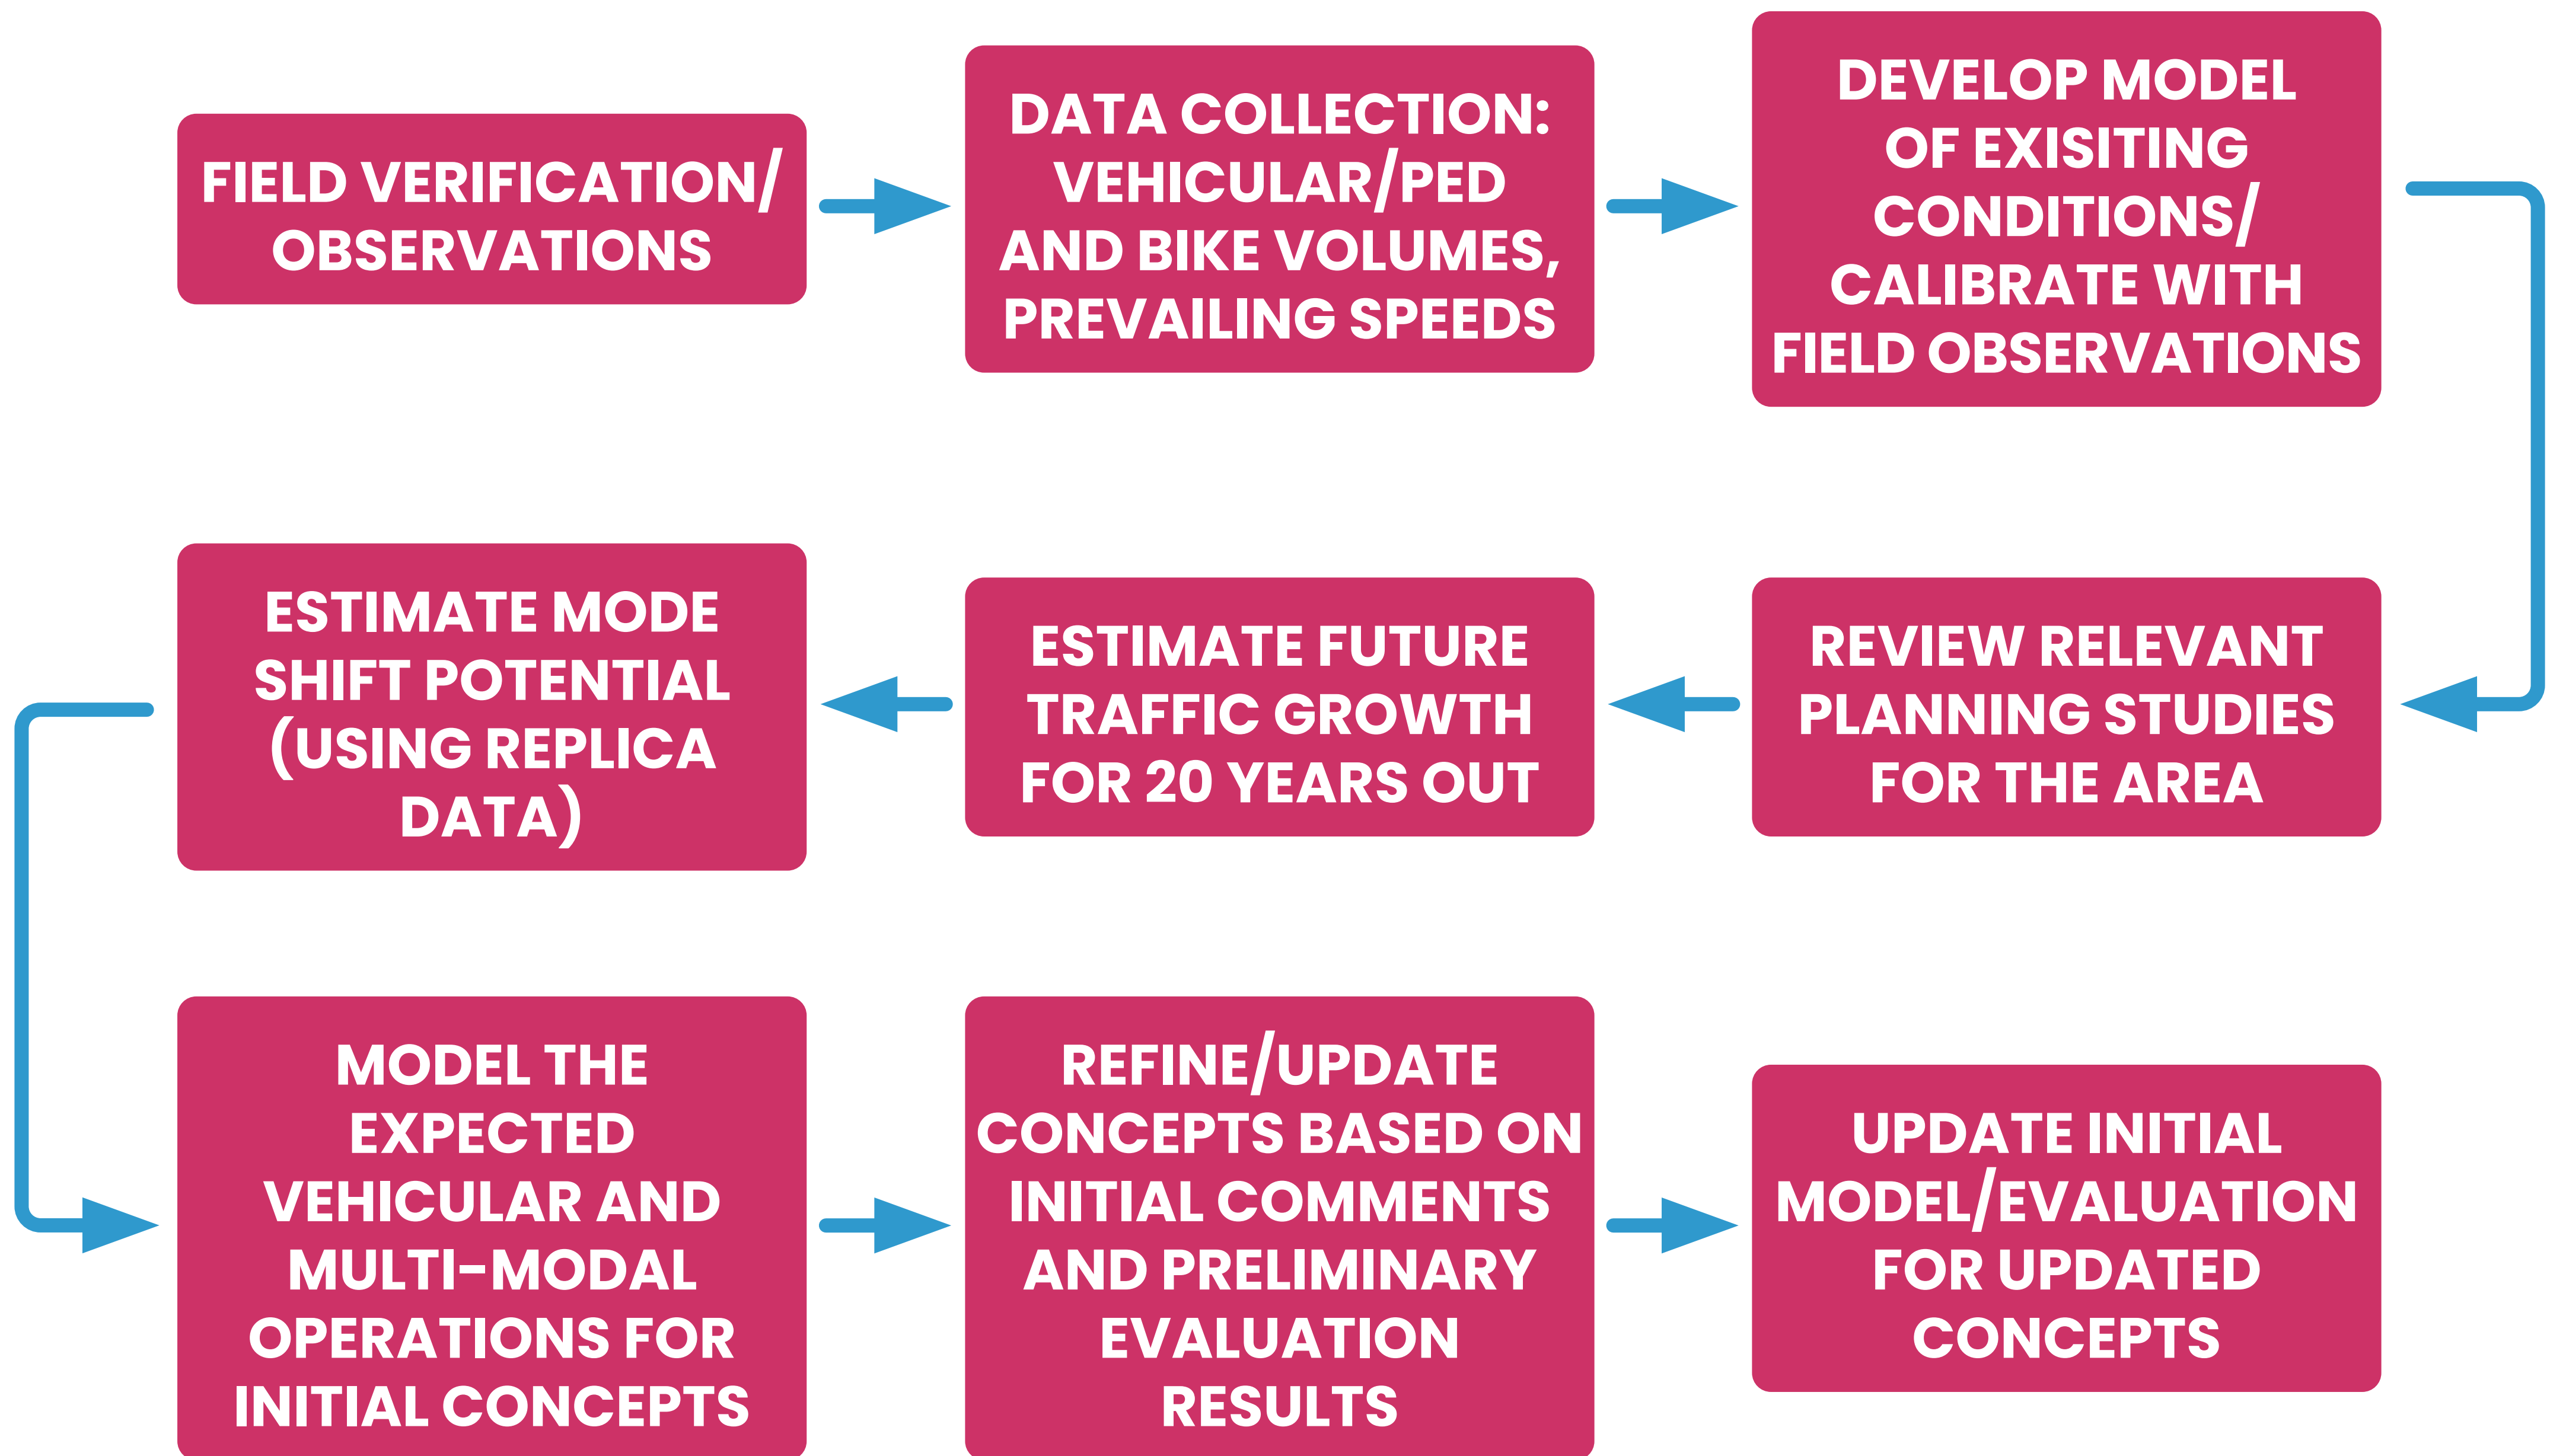 FIELD VERIFICATION/
OBSERVATIONS
DATA COLLECTION:
VEHICULAR/PED
AND BIKE VOLUMES,
PREVAILING SPEEDS
DEVELOP MODEL
OF EXISITING
CONDITIONS/
CALIBRATE WITH
FIELD OBSERVATIONS
REVIEW RELEVANT
PLANNING STUDIES
FOR THE AREA
ESTIMATE FUTURE
TRAFFIC GROWTH
FOR 20 YEARS OUT
ESTIMATE MODE
SHIFT POTENTIAL
(USING REPLICA
DATA)
MODEL THE
EXPECTED
VEHICULAR AND
MULTI-MODAL
OPERATIONS FOR
INITIAL CONCEPTS
REFINE/UPDATE
CONCEPTS BASED ON
INITIAL COMMENTS
AND PRELIMINARY
EVALUATION
RESULTS
UPDATE INITIAL
MODEL/EVALUATION
FOR UPDATED
CONCEPTS